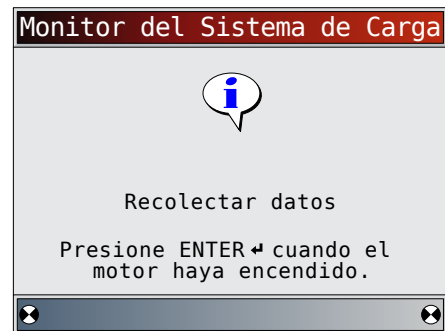 Monitor del Sistema de Carga
i
Recolectar datos
Presione ENTER ↵ cuando el
motor haya encendido.